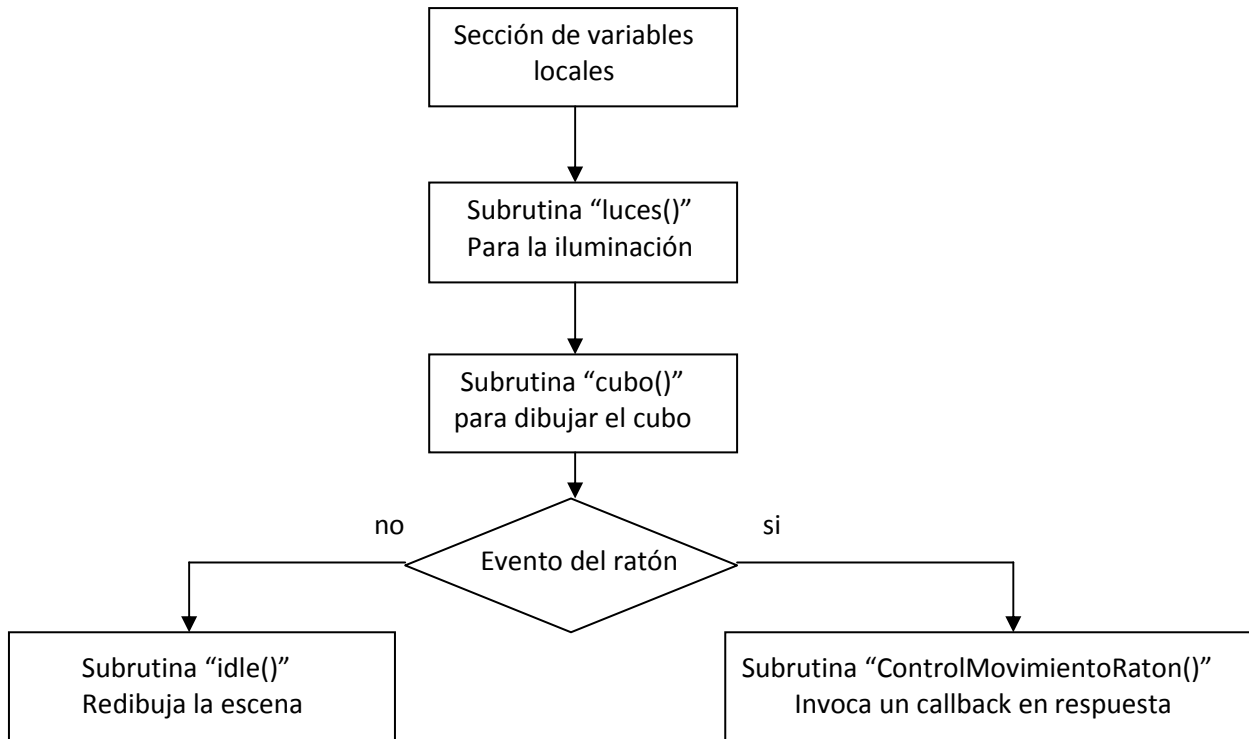 Sección de variables
locales
Subrutina “luces()”
Para la iluminación
Subrutina “cubo()”
para dibujar el cubo
no
si
Evento del ratón
Subrutina “idle()”
Redibuja la escena
Subrutina “ControlMovimientoRaton()”
Invoca un callback en respuesta